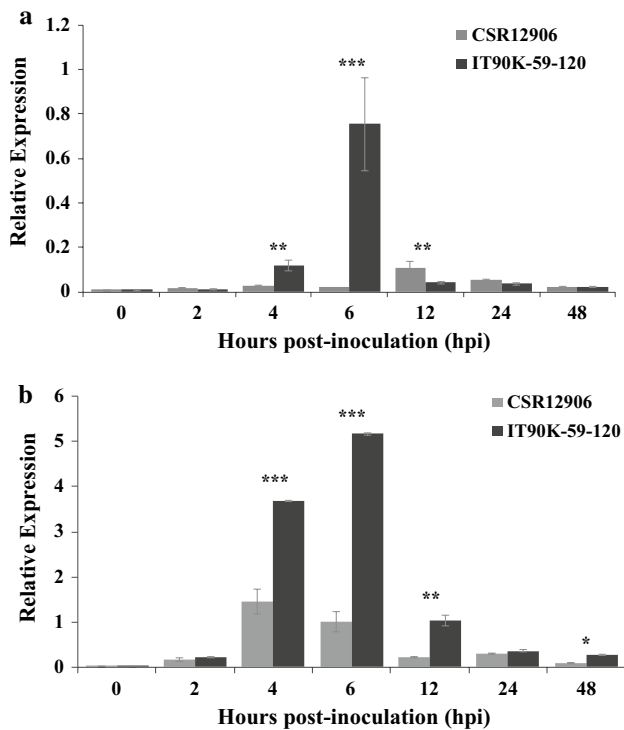 a
CSR12906
IT90K-59-120
Relative Expression
1.2
1
0.8
0.6
0.4
0.2
0
**
***
**
0 2 4 6 12 24 48
Hours post-inoculation (hpi)
b
CSR12906
IT90K-59-120
Relative Expression
6
5
4
3
2
1
0
***
***
**
*
0 2 4 6 12 24 48
Hours post-inoculation (hpi)